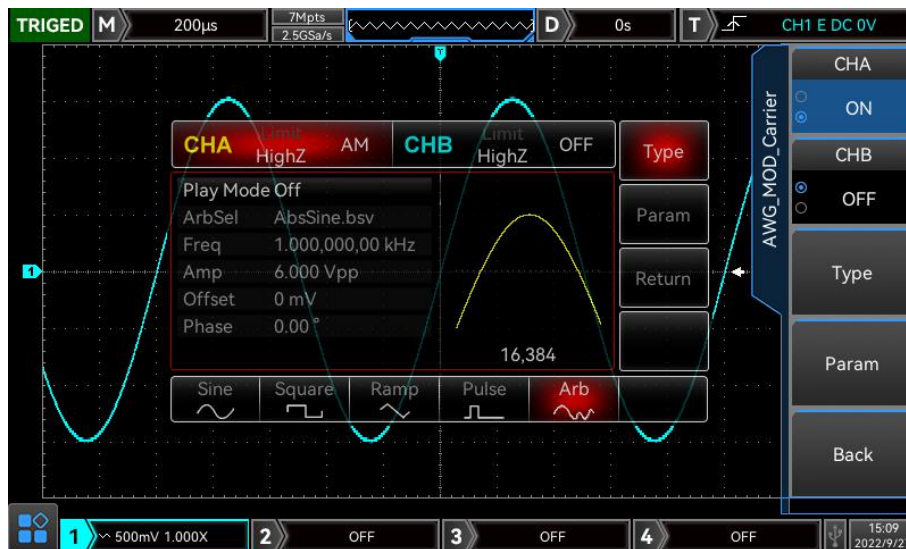 TRIGED M 200μs 7Mpts D 0s T CH1 E DC 0V
2.5GSa/s
T
CHA
ON
CHB
OFF
Type
Param
Back
AWG_MOD_Carrier
CHA Limit HighZ AM CHB Limit HighZ OFF
Type
Param
Return
Play Mode Off
ArbSel AbsSine.bsv
Freq 1.000,000,00 kHz
Amp 6.000 Vpp
Offset 0 mV
Phase 0.00 °
16,384
Sine Square Ramp Pulse Arb
1
1 500mV 1.000X 2 OFF 3 OFF 4 OFF 15:09
2022/9/27